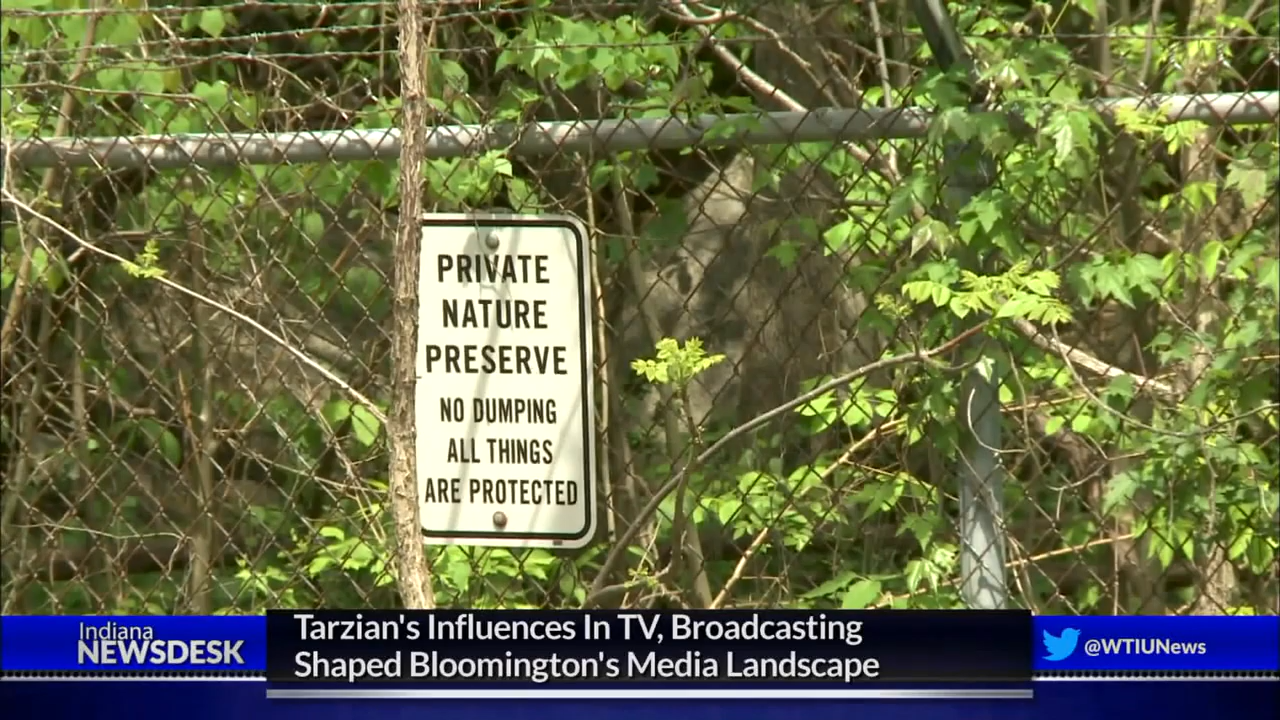 PRIVATE
NATURE
PRESERVE
NO DUMPING
ALL THINGS
ARE PROTECTED
Indiana
NEWSDESK
Tarzian's Influences In TV, Broadcasting
Shaped Bloomington's Media Landscape
@WTIUNews